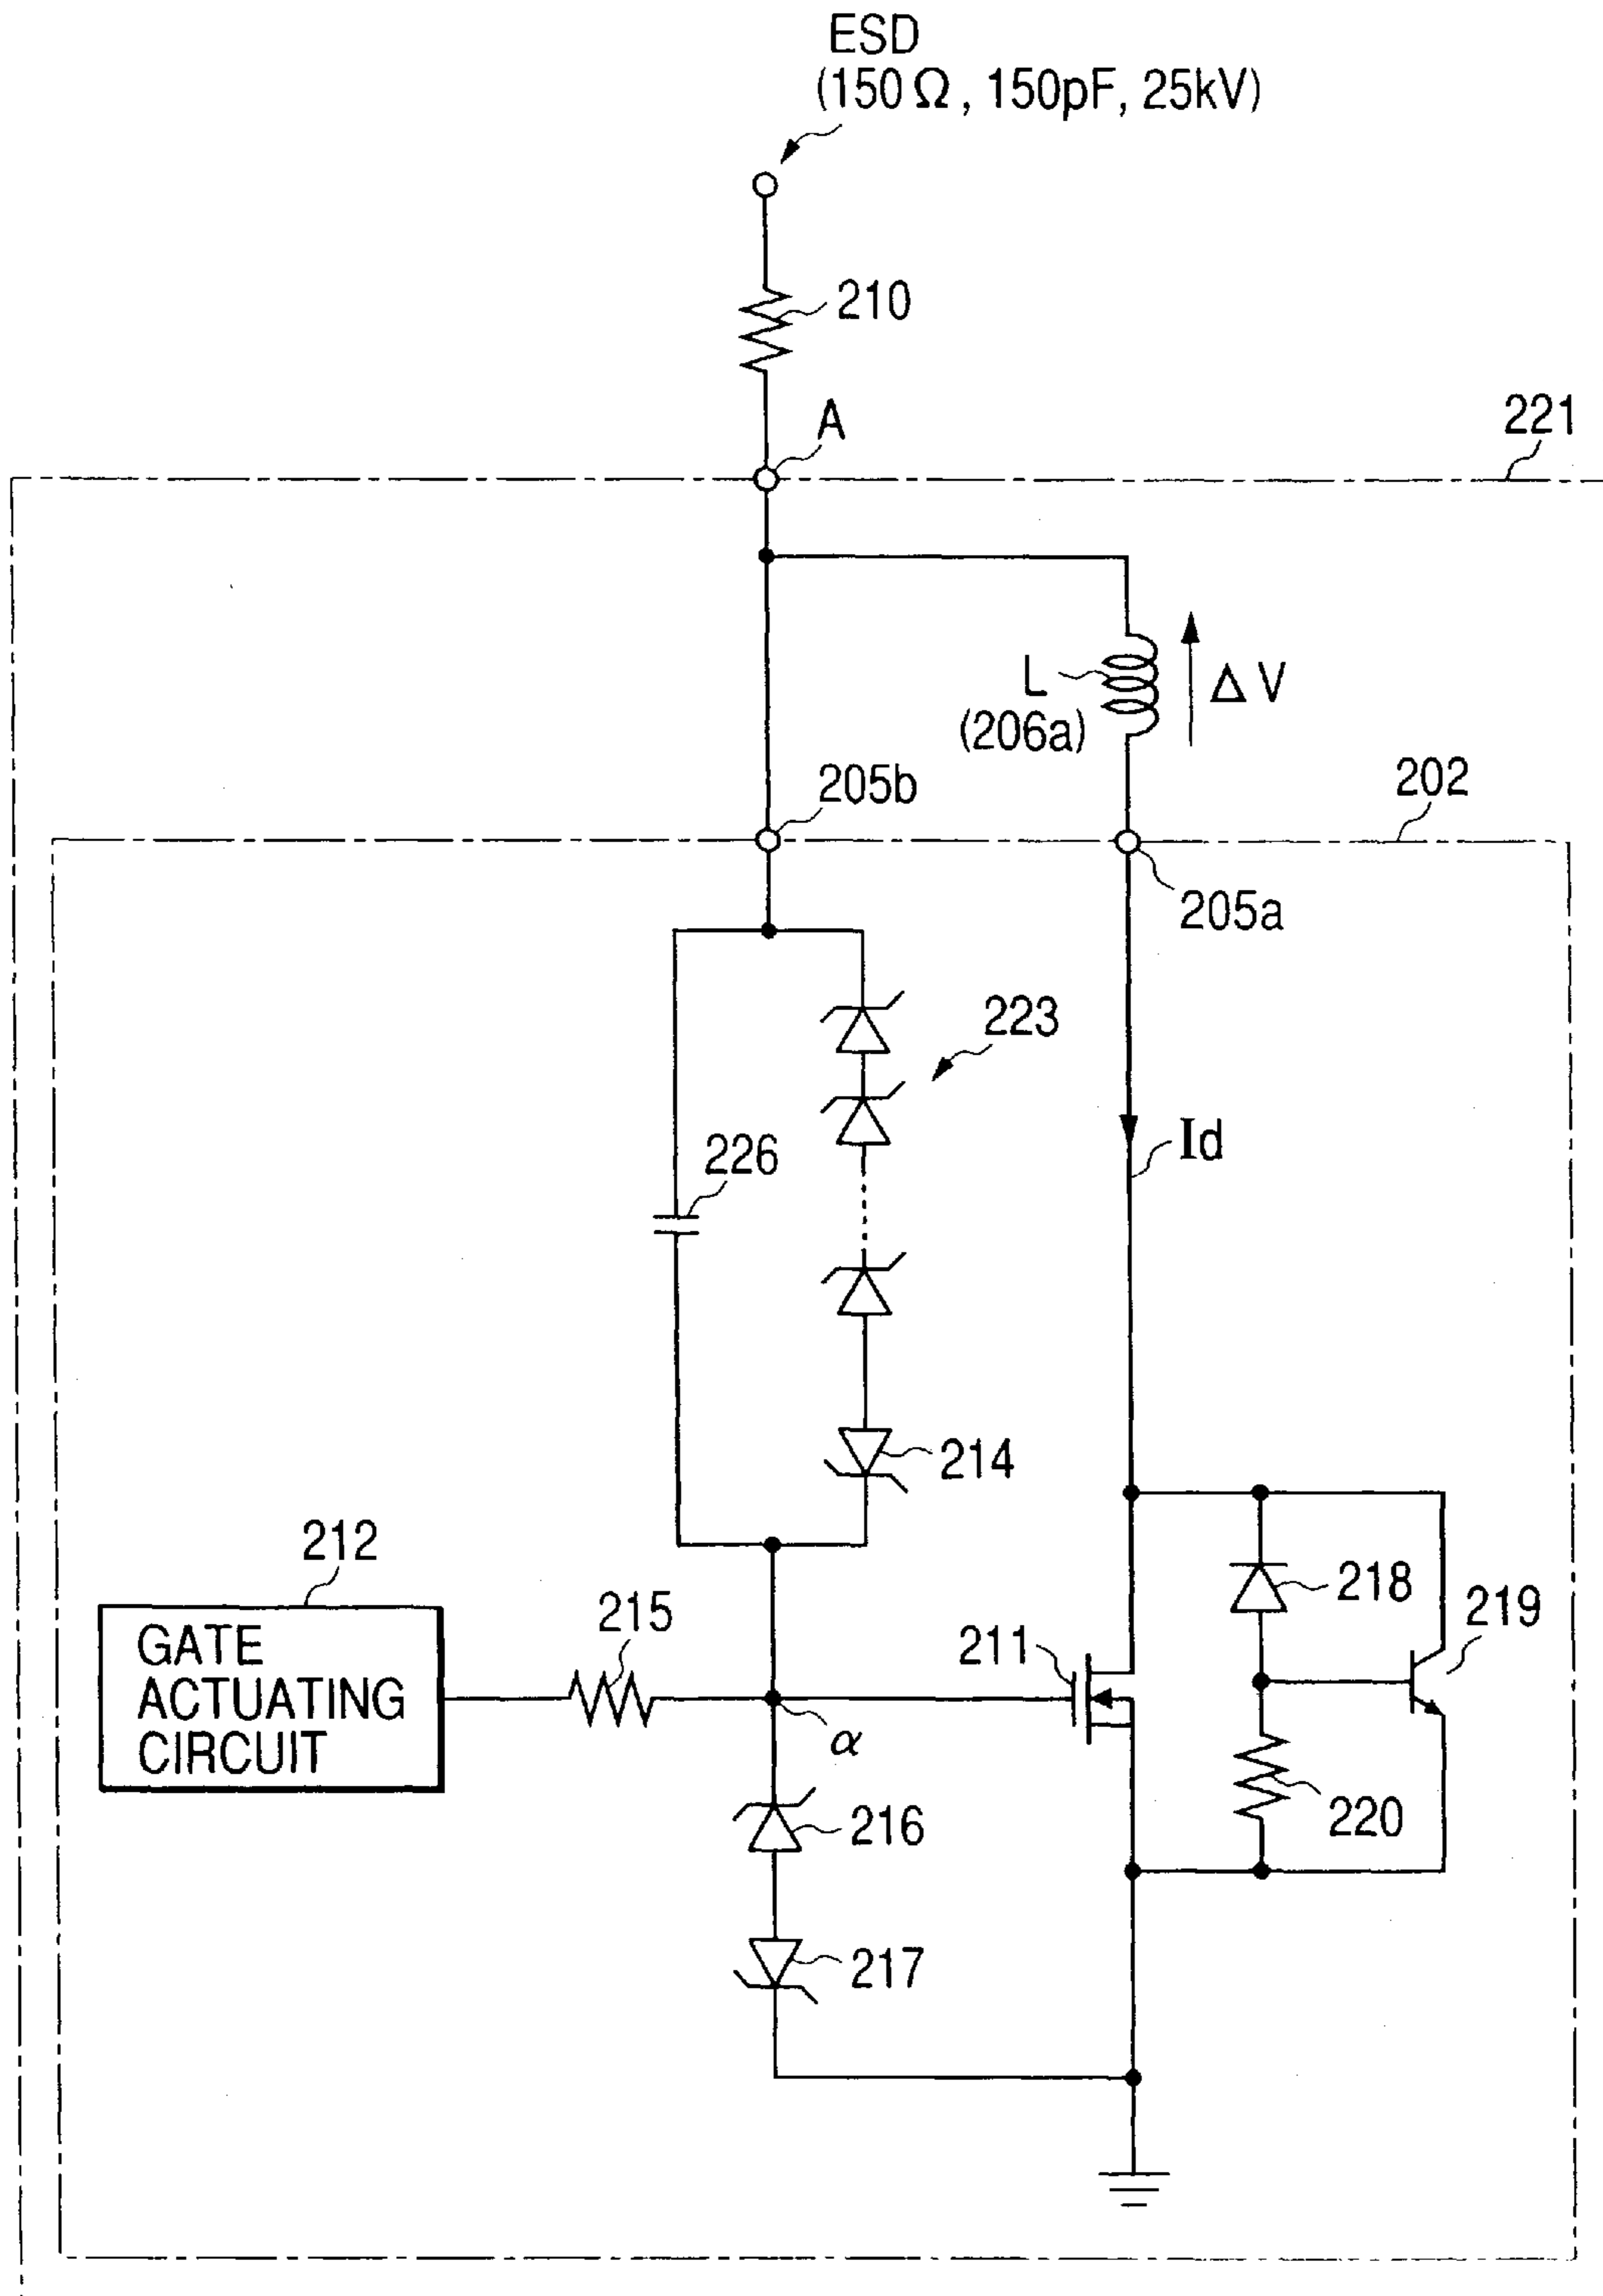 ESD
(150Ω, 150pF, 25kV)
210
A
221
L
(206a)
ΔV
205b
202
205a
223
226
Id
214
212
GATE
ACTUATING
CIRCUIT
215
211
218
219
α
216
220
217